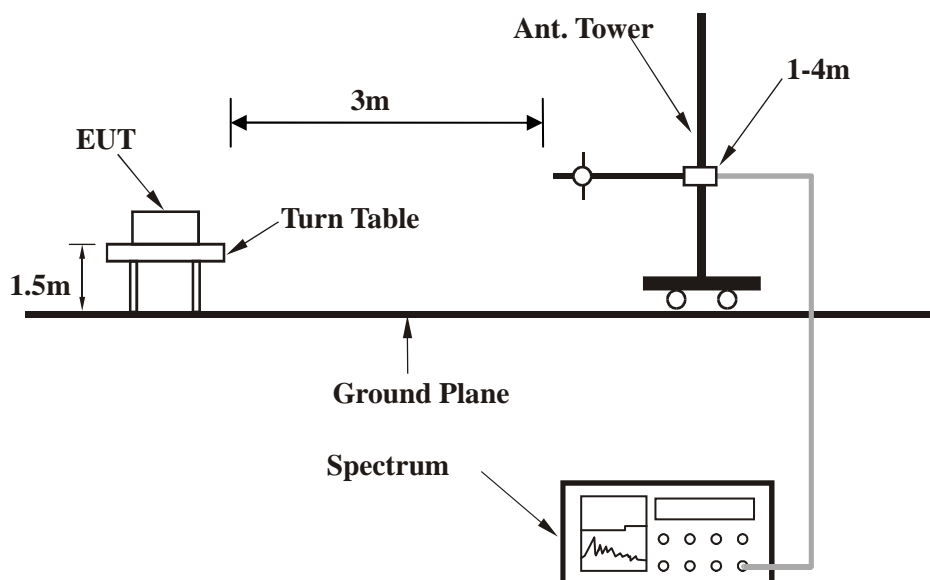 Ant. Tower
1-4m
3m
EUT
Turn Table
1.5m
Ground Plane
Spectrum